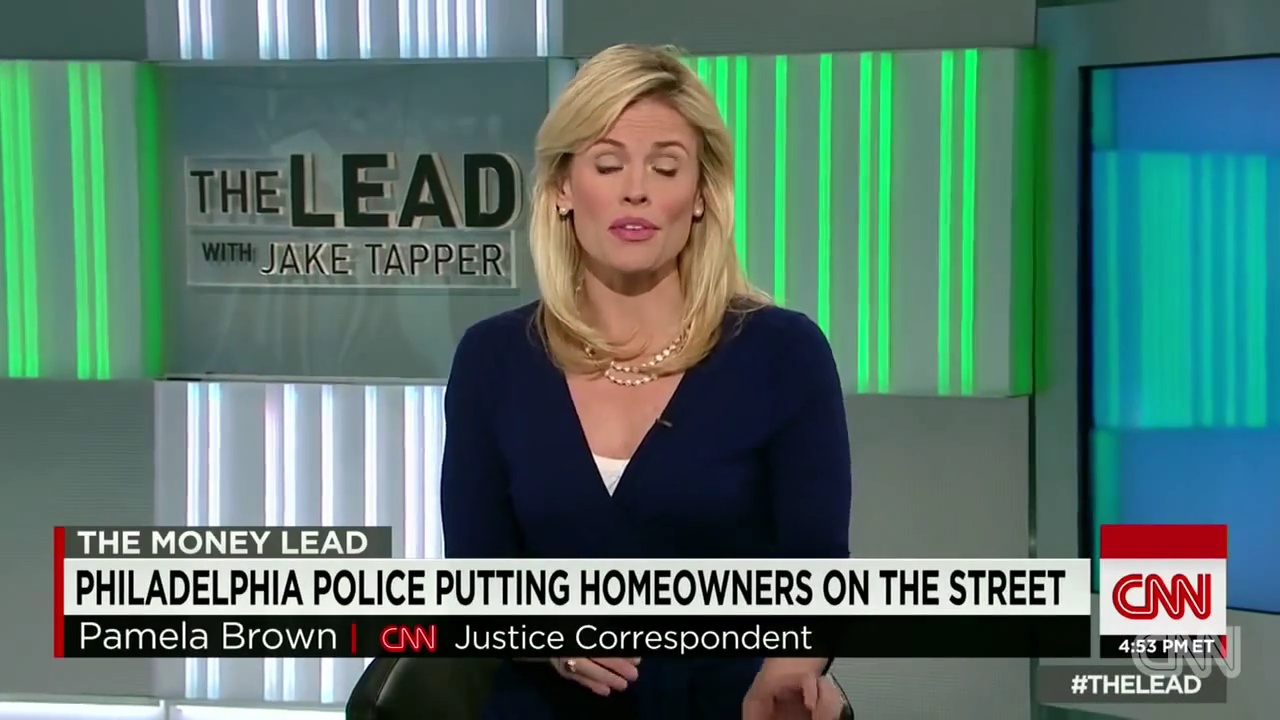 THE LEAD
WITH JAKE TAPPER
THE MONEY LEAD
PHILADELPHIA POLICE PUTTING HOMEOWNERS ON THE STREET
Pamela Brown | CNN Justice Correspondent
CNN
4:53 PM ET
CNN
#THELEAD